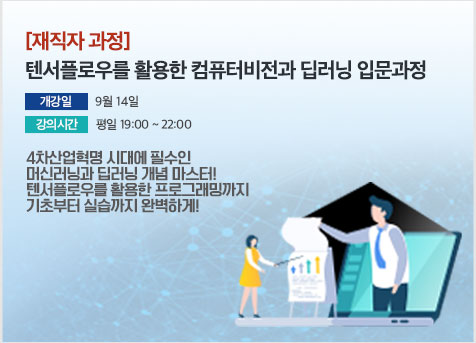 [재직자 과정]
텐서플로우를 활용한 컴퓨터비전과 딥러닝 입문과정
개강일 9월 14일
강의시간 평일 19:00 ~ 22:00
4차산업혁명 시대에 필수인
머신러닝과 딥러닝 개념 마스터!
텐서플로우를 활용한 프로그래밍까지
기초부터 실습까지 완벽하게!